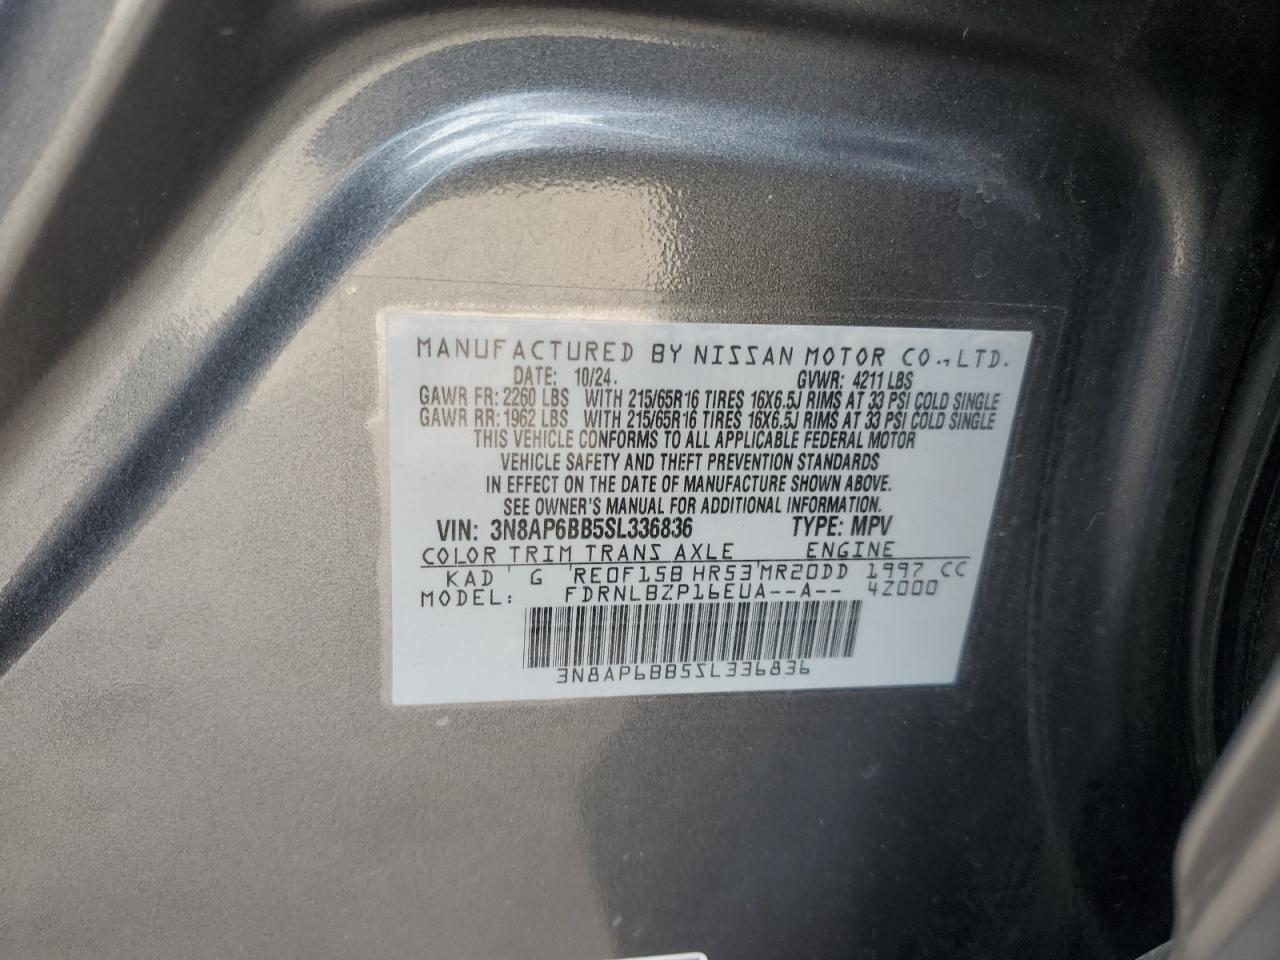 MANUFACTURED BY NISSAN MOTOR CO., LTD.
DATE: 10/24. GVWR: 4211 LBS
GAWR FR: 2260 LBS WITH 215/65R16 TIRES 16X6.5J RIMS AT 33 PSI COLD SINGLE
GAWR RR: 1962 LBS WITH 215/65R16 TIRES 16X6.5J RIMS AT 33 PSI COLD SINGLE
THIS VEHICLE CONFORMS TO ALL APPLICABLE FEDERAL MOTOR
VEHICLE SAFETY AND THEFT PREVENTION STANDARDS
IN EFFECT ON THE DATE OF MANUFACTURE SHOWN ABOVE.
SEE OWNER'S MANUAL FOR ADDITIONAL INFORMATION.
VIN: 3N8AP6BB5SL336836 TYPE: MPV
COLOR TRIM TRANS AXLE ENGINE
KAD G RE0F15B HR53 MR20DD 1997 CC
MODEL: FDRNLBZP16EUA--A-- 4Z000
3N8AP6BB5SL336836